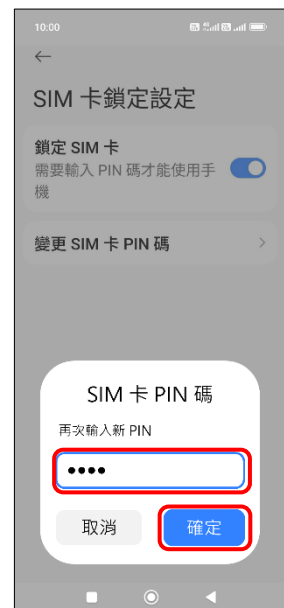 10:00
SIM 卡鎖定設定
鎖定 SIM 卡
需要輸入 PIN 碼才能使用手
機
變更 SIM 卡 PIN 碼
SIM 卡 PIN 碼
再次輸入新 PIN
••••
取消
確定